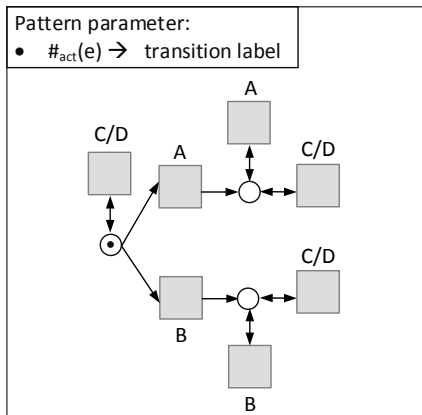 Pattern parameter:
• #act(e) → transition label
A
C/D
A
C/D
C/D
B
B